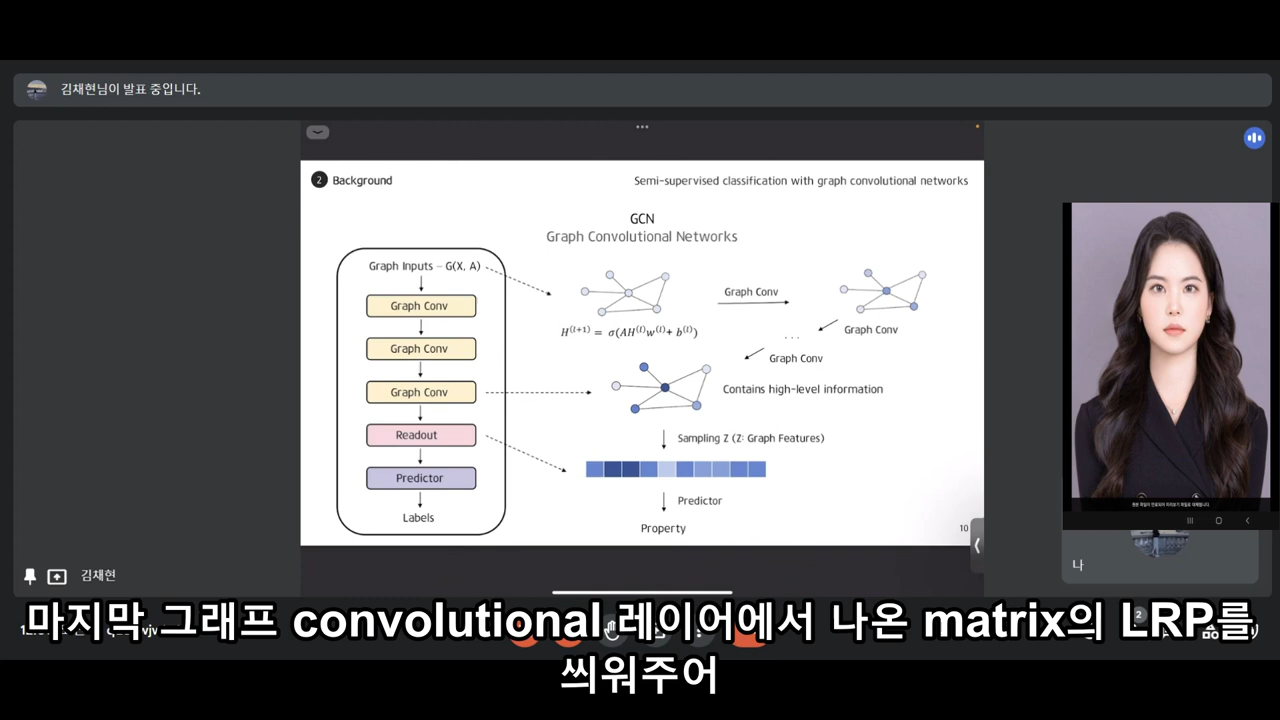 김채현님이 발표 중입니다.
2 Background
Semi-supervised classification with graph convolutional networks
GCN
Graph Convolutional Networks
Graph Inputs – G(X, A)
Graph Conv
Graph Conv
Graph Conv
Readout
Predictor
Labels
Graph Conv
H^(l+1) = σ(AH^(l)w^(l)+ b^(l))
Graph Conv
. . .
Graph Conv
Contains high-level information
Sampling Z (Z: Graph Features)
Predictor
Property
10
나
김채현
2
마지막 그래프 convolutional 레이어에서 나온 matrix의 LRP를
씌워주어